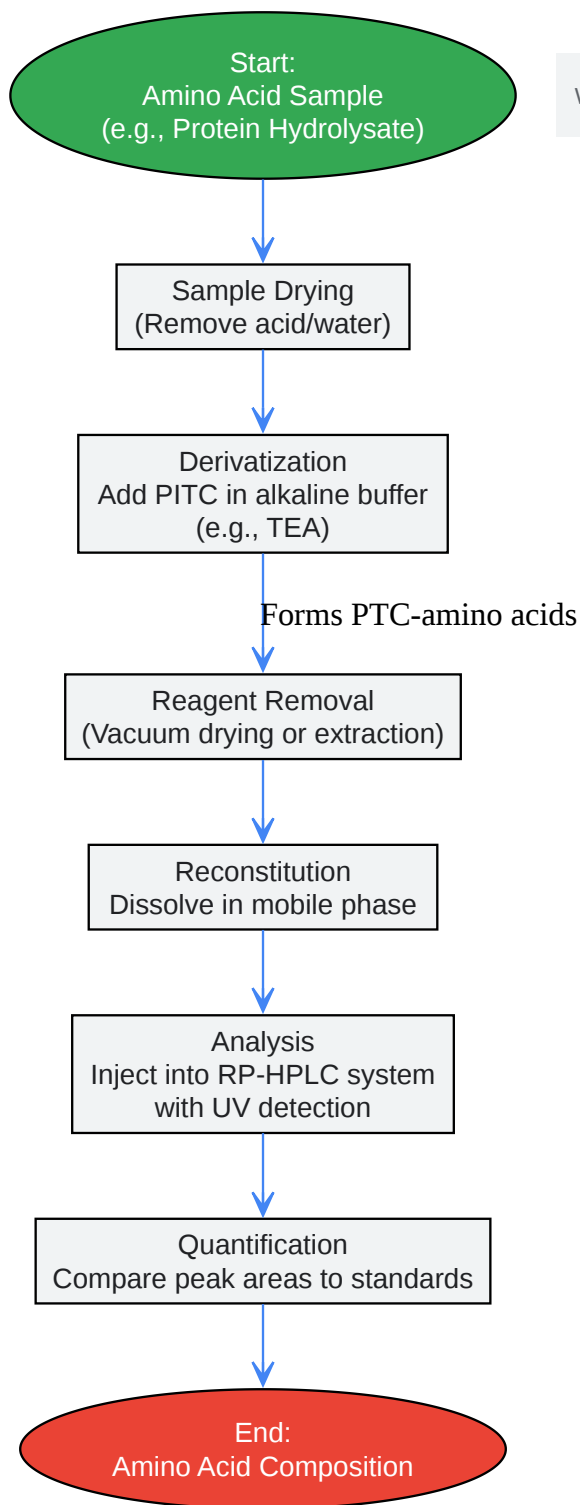 Start:
Amino Acid Sample
(e.g., Protein Hydrolysate)
Sample Drying
(Remove acid/water)
Derivatization
Add PITC in alkaline buffer
(e.g., TEA)
Forms PTC-amino acids
Reagent Removal
(Vacuum drying or extraction)
Reconstitution
Dissolve in mobile phase
Analysis
Inject into RP-HPLC system
with UV detection
Quantification
Compare peak areas to standards
End:
Amino Acid Composition